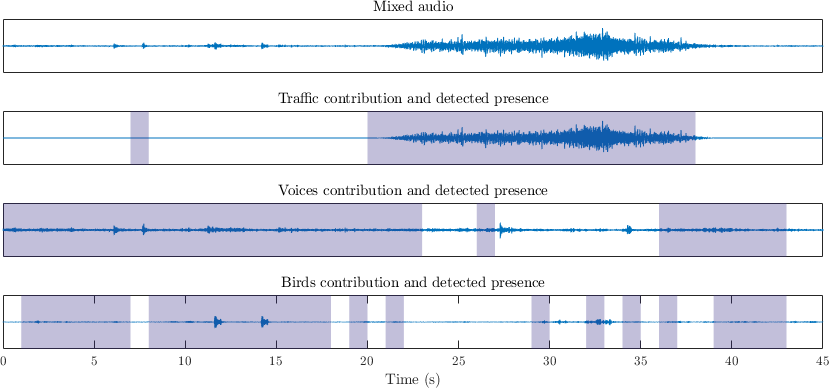 Mixed audio
Traffic contribution and detected presence
Voices contribution and detected presence
Birds contribution and detected presence
0 5 10 15 20 25 30 35 40 45
Time (s)